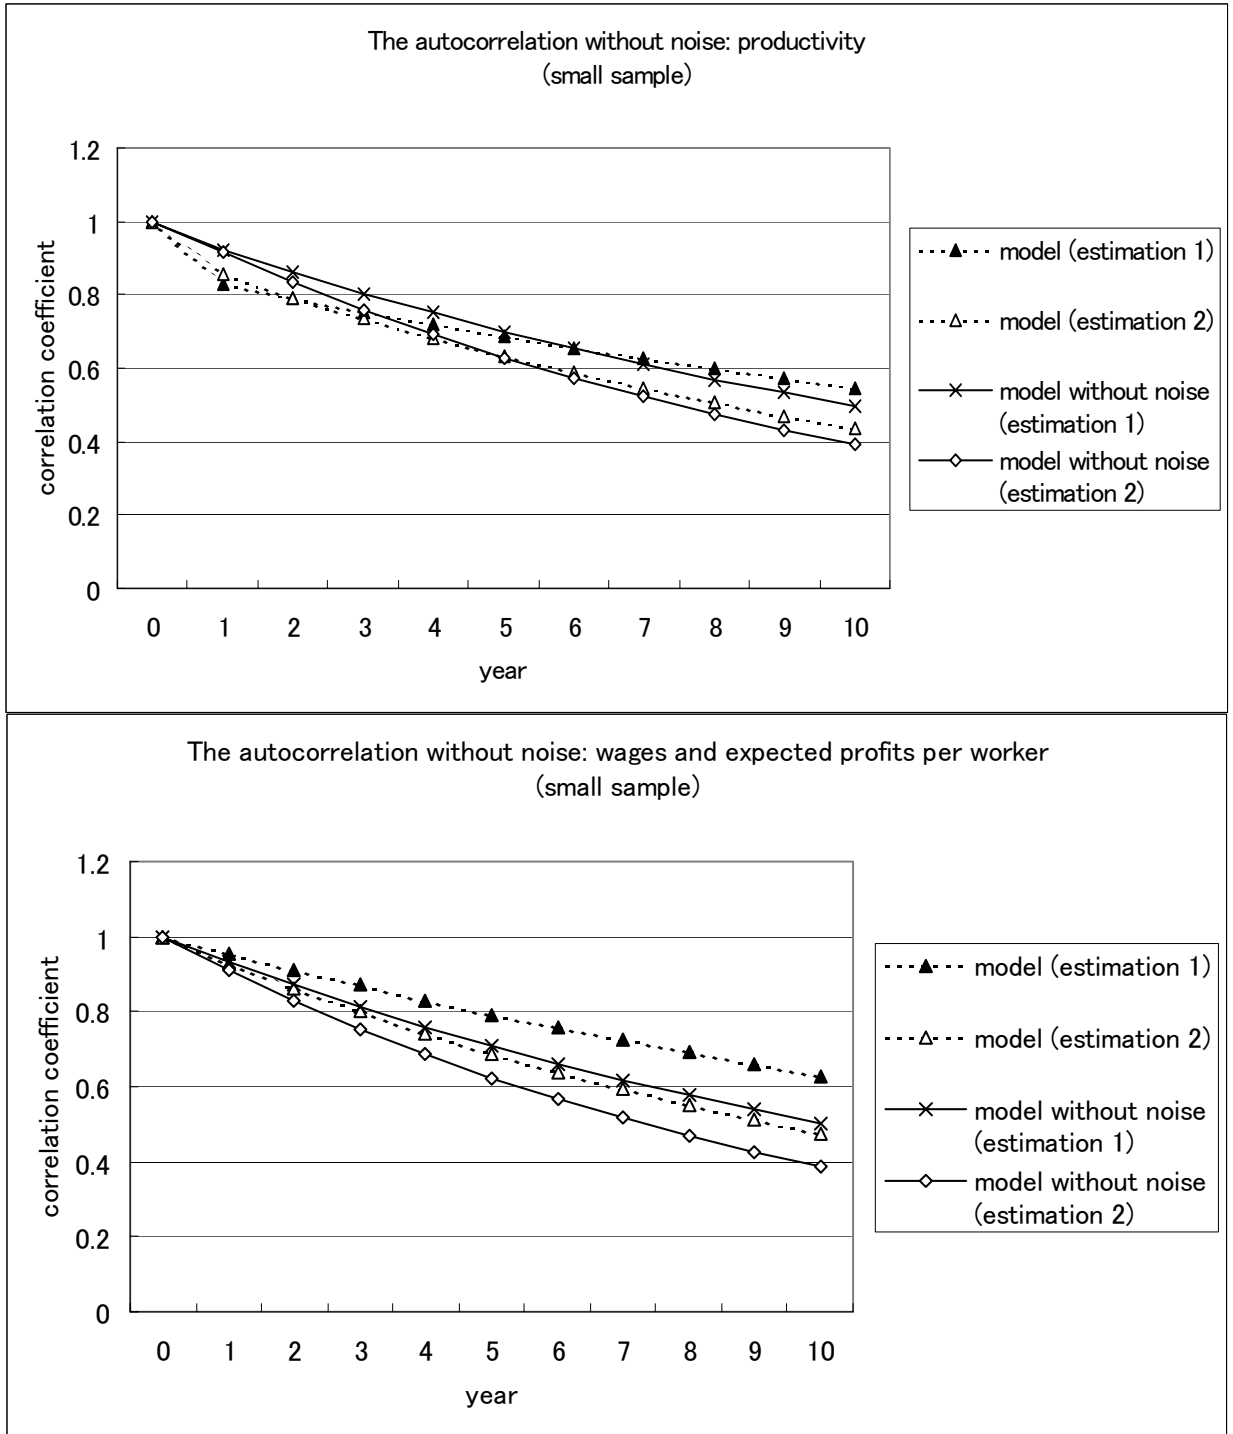 The autocorrelation without noise: productivity
(small sample)
1.2
1
0.8
0.6
0.4
0.2
0
correlation coefficient
0 1 2 3 4 5 6 7 8 9 10
year
model (estimation 1)
model (estimation 2)
model without noise
(estimation 1)
model without noise
(estimation 2)
The autocorrelation without noise: wages and expected profits per worker
(small sample)
1.2
1
0.8
0.6
0.4
0.2
0
correlation coefficient
0 1 2 3 4 5 6 7 8 9 10
year
model (estimation 1)
model (estimation 2)
model without noise
(estimation 1)
model without noise
(estimation 2)